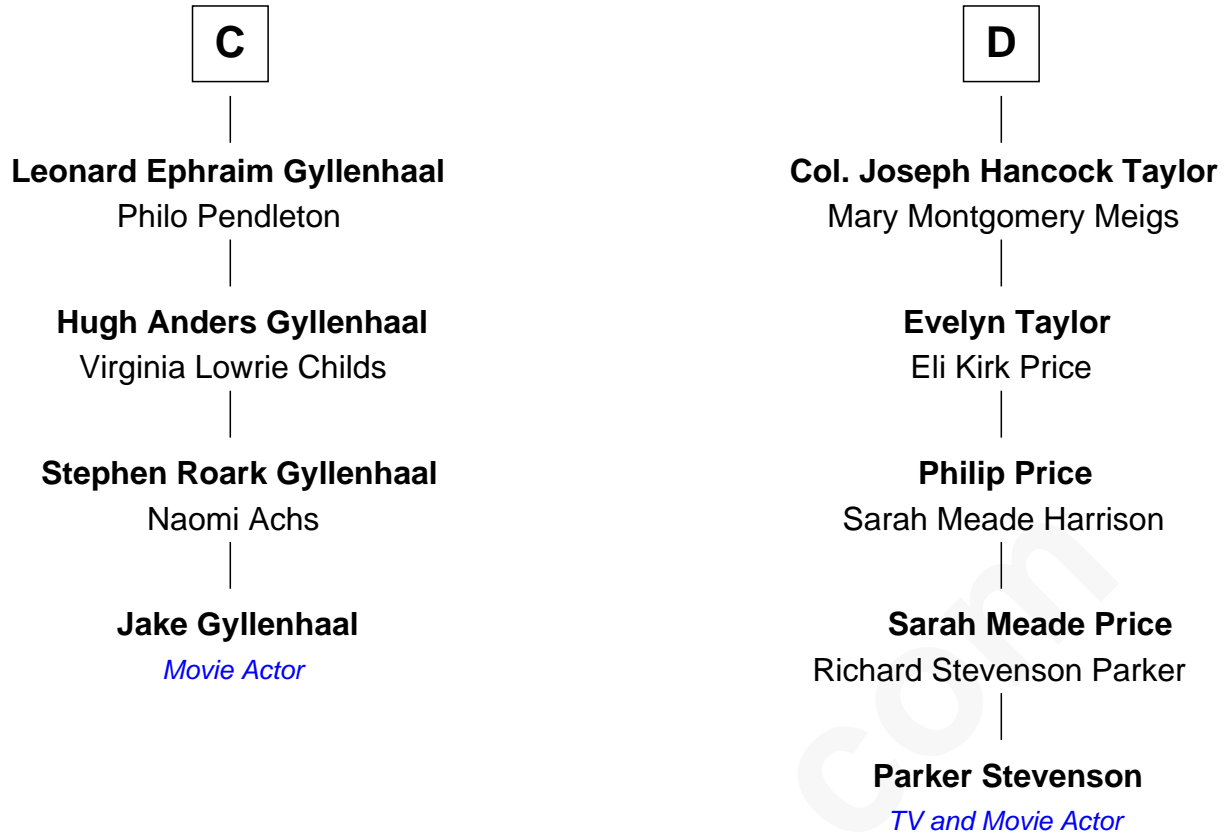 C
Leonard Ephraim Gyllenhaal
Philo Pendleton
Hugh Anders Gyllenhaal
Virginia Lowrie Childs
Stephen Roark Gyllenhaal
Naomi Achs
Jake Gyllenhaal
Movie Actor
D
Col. Joseph Hancock Taylor
Mary Montgomery Meigs
Evelyn Taylor
Eli Kirk Price
Philip Price
Sarah Meade Harrison
Sarah Meade Price
Richard Stevenson Parker
Parker Stevenson
TV and Movie Actor
com